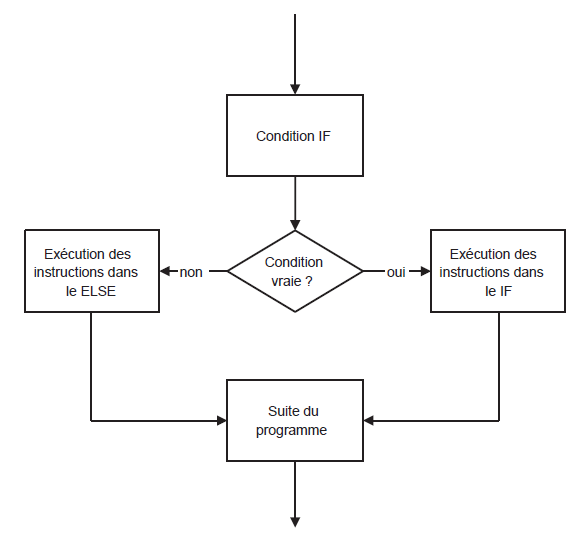 Condition IF
Condition
vraie ?
non
oui
Exécution des
instructions dans
le ELSE
Exécution des
instructions dans
le IF
Suite du
programme